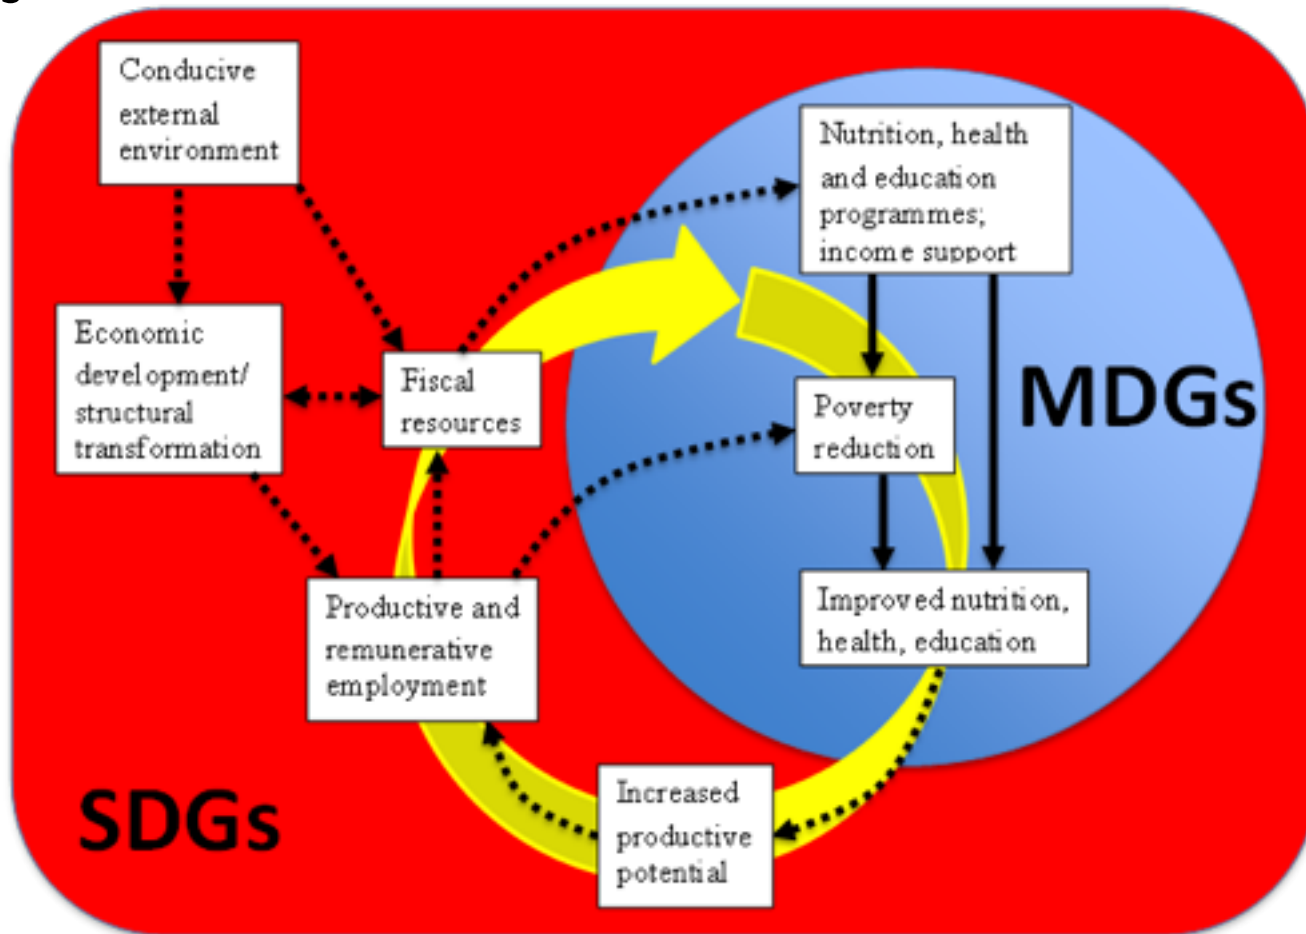 Conducive
external
environment
Nutrition, health
and education
programmes;
income support
Economic
development/
structural
transformation
Fiscal
resources
Poverty
reduction
MDGs
Productive and
remunerative
employment
Improved nutrition,
health, education
SDGs
Increased
productive
potential